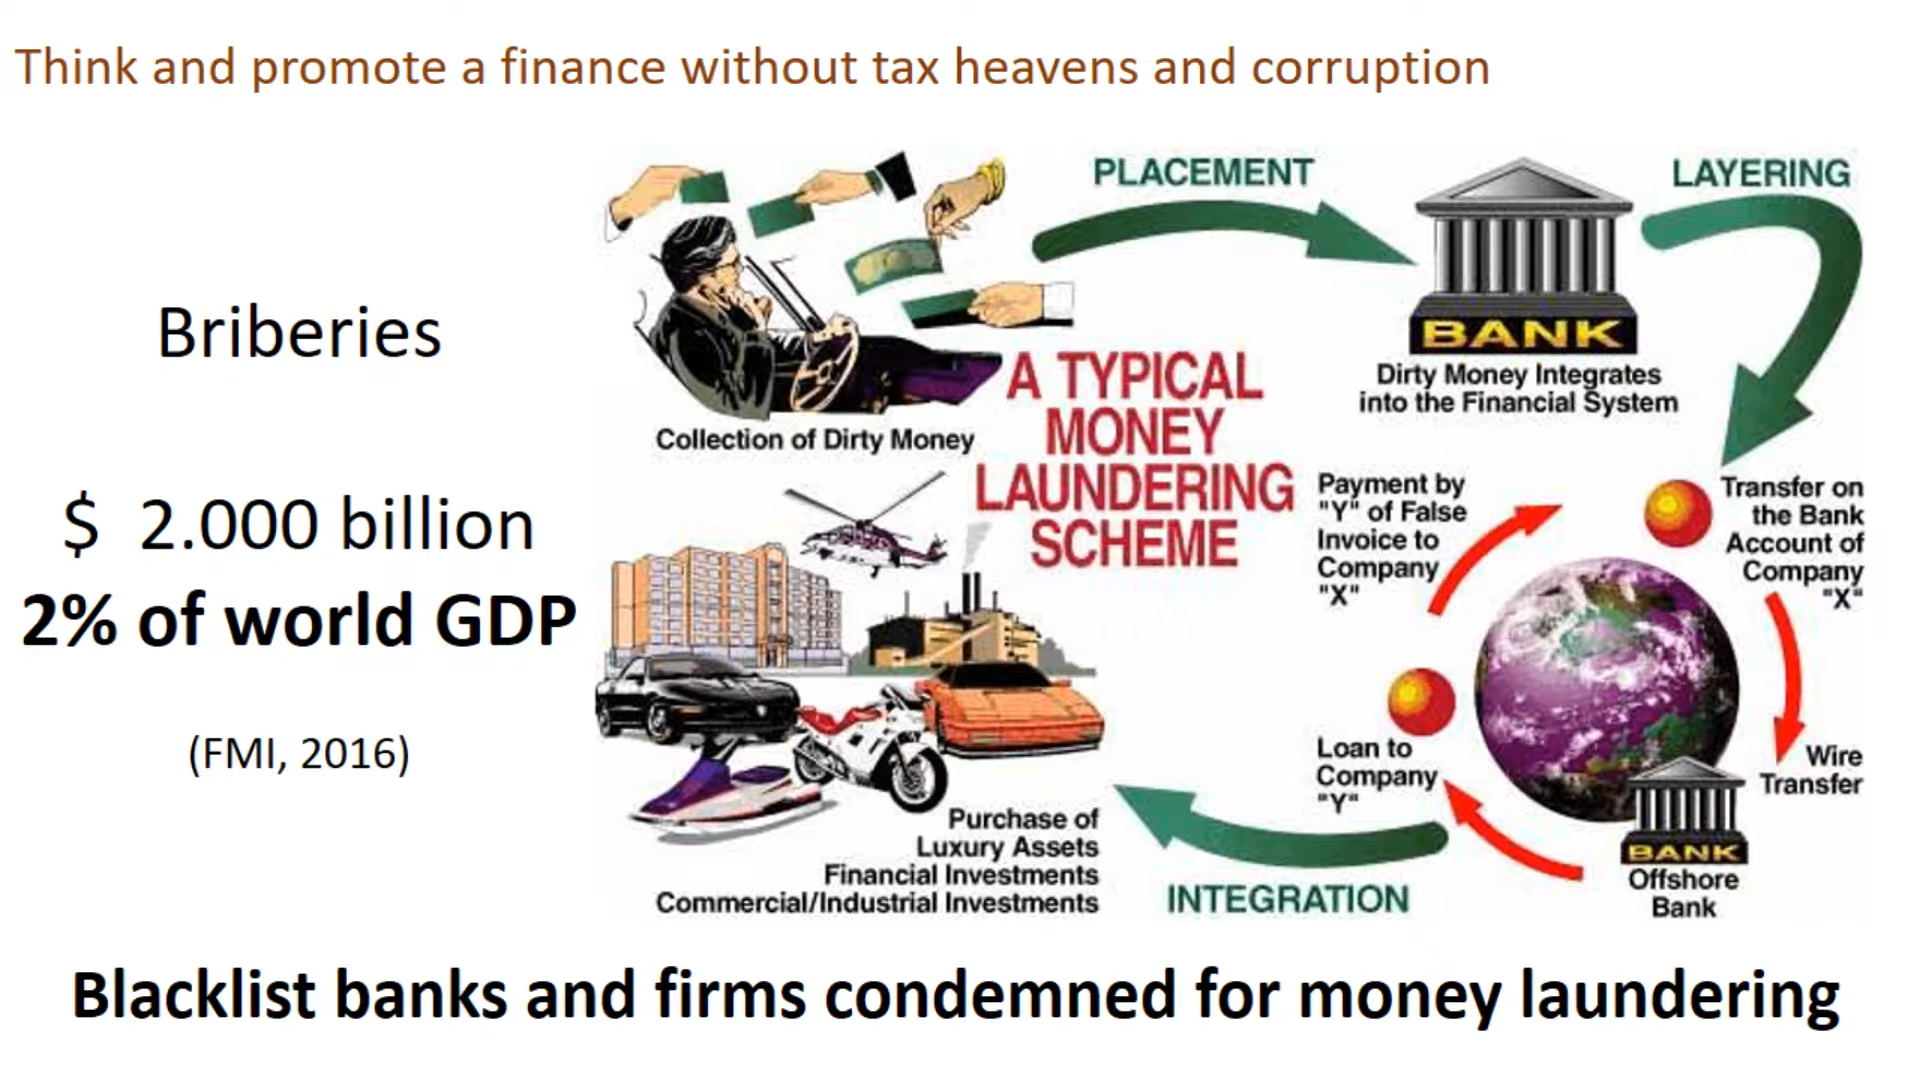 Think and promote a finance without tax heavens and corruption
Briberies
$ 2.000 billion
2% of world GDP
(FMI, 2016)
PLACEMENT
LAYERING
BANK
Dirty Money Integrates
into the Financial System
Collection of Dirty Money
A TYPICAL
MONEY
LAUNDERING
SCHEME
Payment by
"Y" of False
Invoice to
Company
"X"
Transfer on
the Bank
Account of
Company
"X"
Wire
Transfer
Loan to
Company
"Y"
BANK
Offshore
Bank
INTEGRATION
Purchase of
Luxury Assets
Financial Investments
Commercial/Industrial Investments
Blacklist banks and firms condemned for money laundering